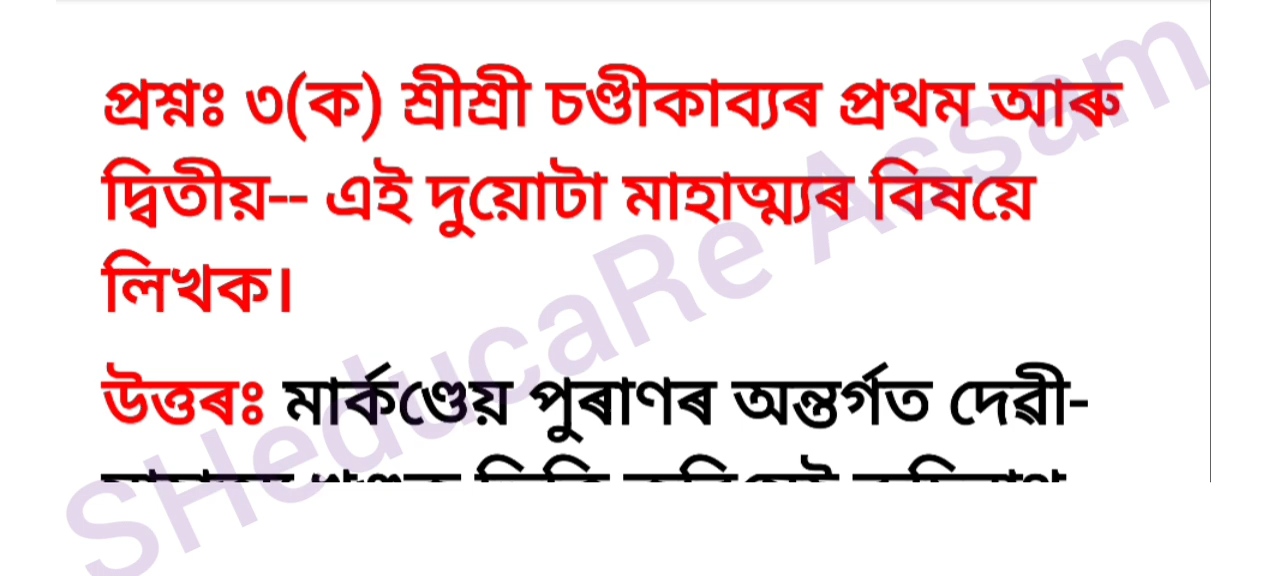 প্ৰশ্নঃ ৩(ক) শ্ৰীশ্ৰী চণ্ডীকাব্যৰ প্ৰথম আৰু
দ্বিতীয়-- এই দুয়োটা মাহাত্ম্যৰ বিষয়ে
লিখক।
উত্তৰঃ মাৰ্কণ্ডেয় পুৰাণৰ অন্তৰ্গত দেৱী-
SHeducaRe Assam